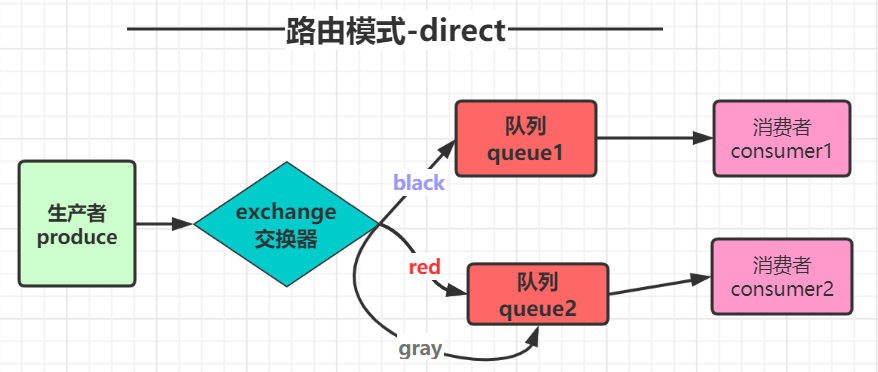 路由模式-direct
生产者
produce
exchange
交换器
black
red
gray
队列
queue1
队列
queue2
消费者
consumer1
消费者
consumer2